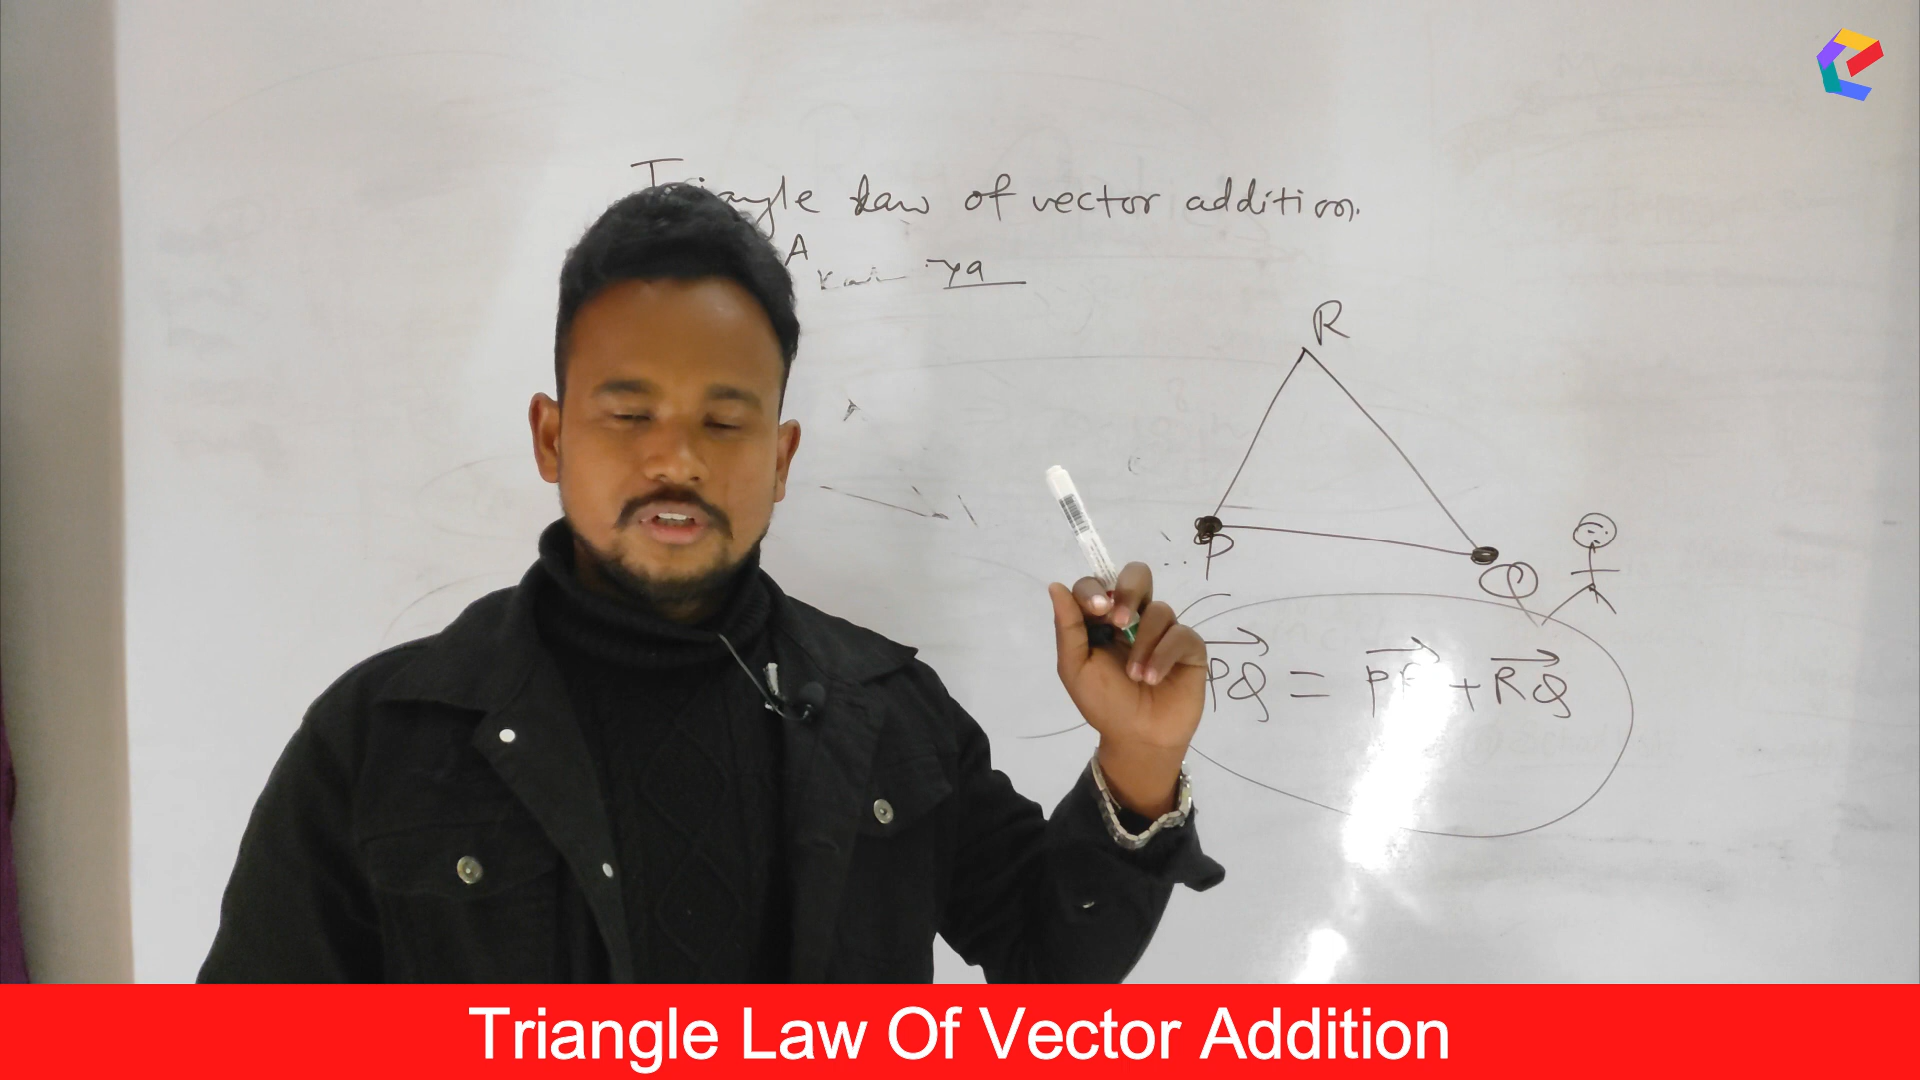 Triangle Law of vector addition.
A
ya
R
P
Q
PQ = PR + RQ
Triangle Law Of Vector Addition